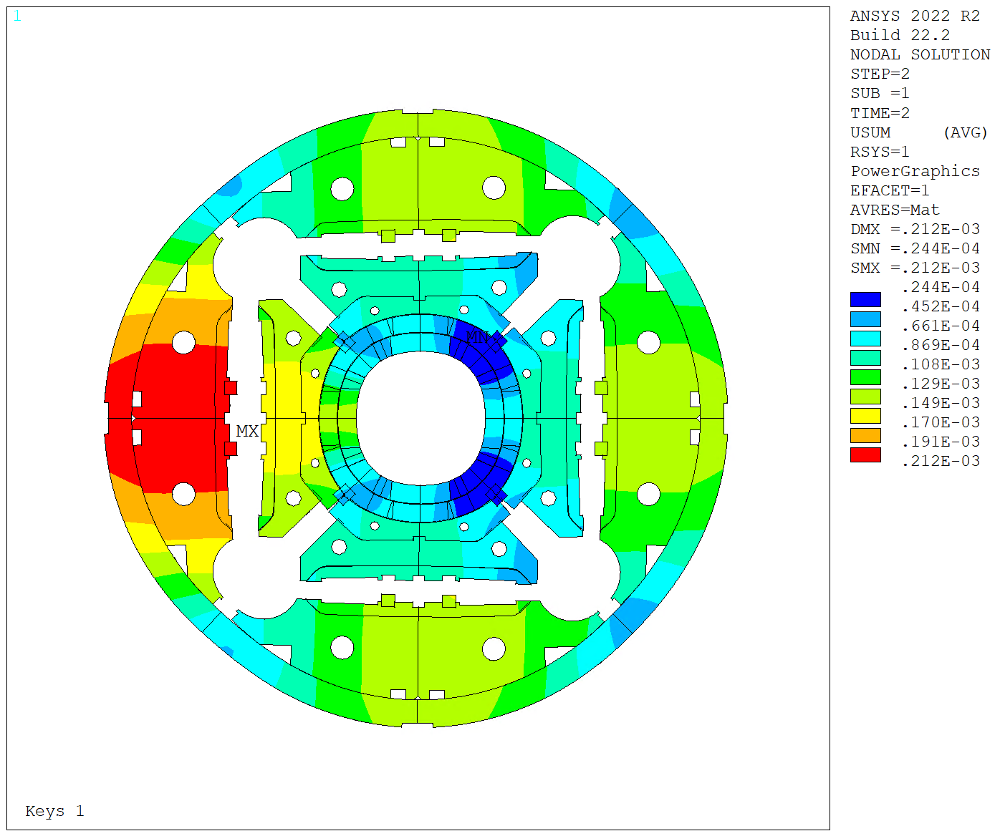 1
ANSYS 2022 R2
Build 22.2
NODAL SOLUTION
STEP=2
SUB =1
TIME=2
USUM (AVG)
RSYS=1
PowerGraphics
EFACET=1
AVRES=Mat
DMX =.212E-03
SMN =.244E-04
SMX =.212E-03
.244E-04
.452E-04
.661E-04
.869E-04
.108E-03
.129E-03
.149E-03
.170E-03
.191E-03
.212E-03
MN
MX
Keys 1